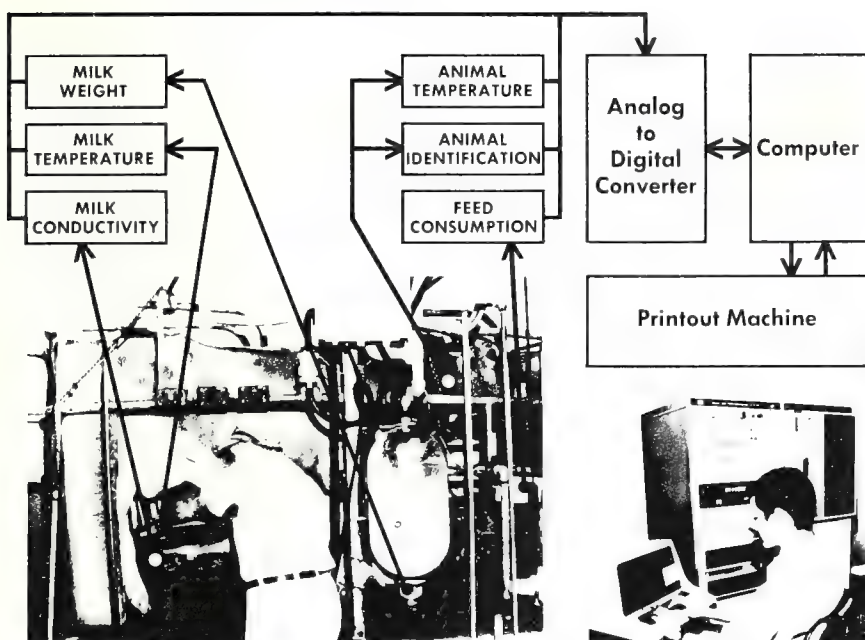 MILK
WEIGHT
MILK
TEMPERATURE
MILK
CONDUCTIVITY
ANIMAL
TEMPERATURE
ANIMAL
IDENTIFICATION
FEED
CONSUMPTION
Analog
to
Digital
Converter
Computer
Printout Machine